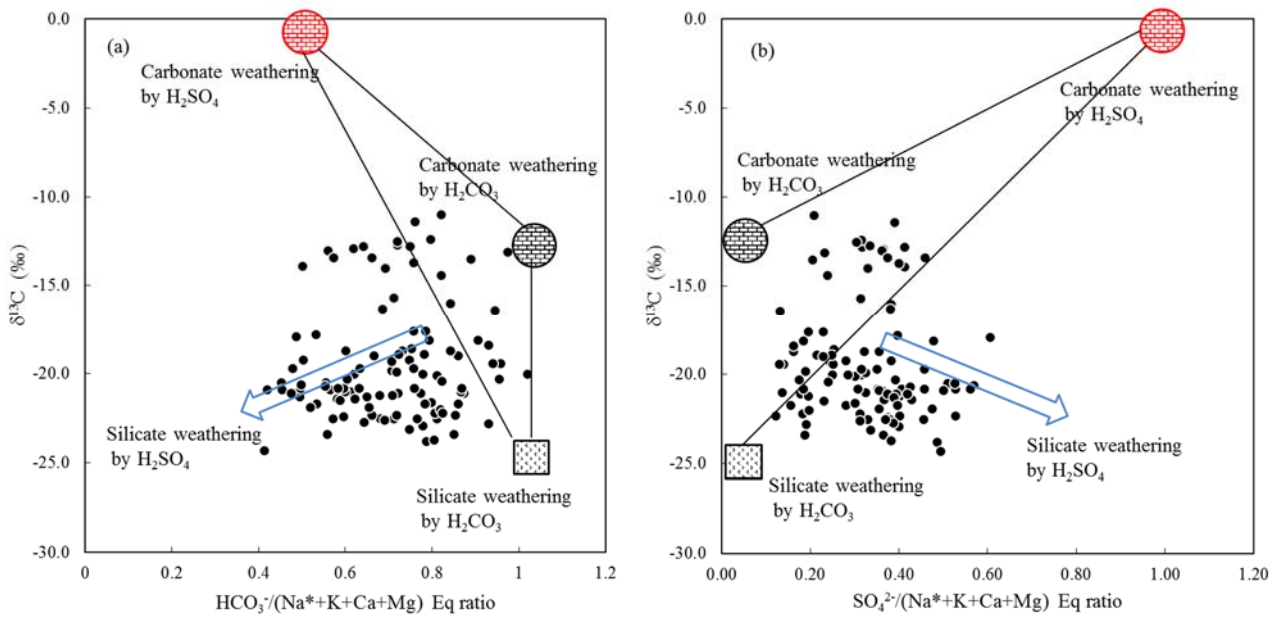 (a)
0.0
-5.0
-10.0
-15.0
-20.0
-25.0
-30.0
δ¹³C (‰)
Carbonate weathering
by H₂SO₄
Carbonate weathering
by H₂CO₃
Silicate weathering
by H₂SO₄
Silicate weathering
by H₂CO₃
0 0.2 0.4 0.6 0.8 1 1.2
HCO₃⁻/(Na*+K+Ca+Mg) Eq ratio
(b)
0.0
-5.0
-10.0
-15.0
-20.0
-25.0
-30.0
δ¹³C (‰)
Carbonate weathering
by H₂SO₄
Carbonate weathering
by H₂CO₃
Silicate weathering
by H₂SO₄
Silicate weathering
by H₂CO₃
0.00 0.20 0.40 0.60 0.80 1.00 1.20
SO₄²⁻/(Na*+K+Ca+Mg) Eq ratio